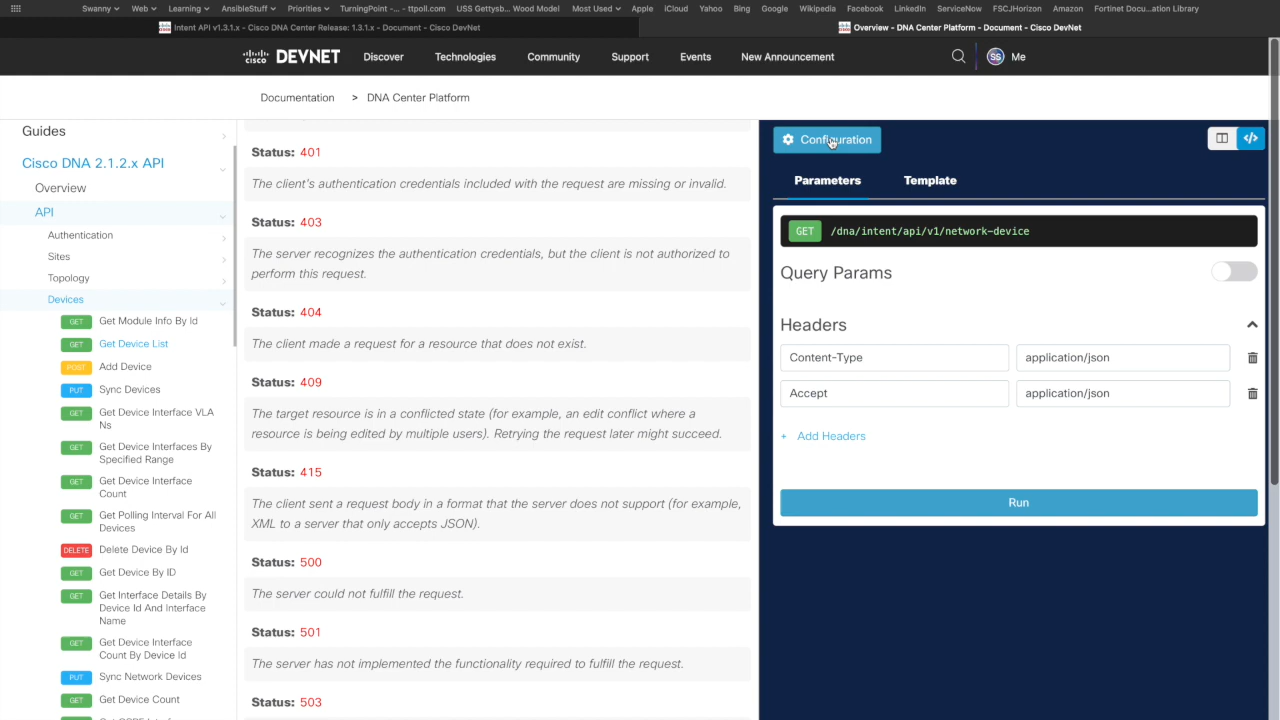 Swanny Web Learning AnsibleStuff Priorities TurningPoint -... - ttpoll.com USS Gettysb... Wood Model Most Used Apple iCloud Yahoo Bing Google Wikipedia Facebook LinkedIn ServiceNow FSCJHorizon Amazon Fortinet Docu...ation Library
Intent API v1.3.1.x - Cisco DNA Center Release: 1.3.1.x - Document - Cisco DevNet
Overview - DNA Center Platform - Document - Cisco DevNet
cisco DEVNET Discover Technologies Community Support Events New Announcement SS Me
Documentation > DNA Center Platform
Guides
Cisco DNA 2.1.2.x API
Overview
API
Authentication
Sites
Topology
Devices
GET Get Module Info By Id
GET Get Device List
POST Add Device
PUT Sync Devices
GET Get Device Interface VLA
Ns
GET Get Device Interfaces By
Specified Range
GET Get Device Interface
Count
GET Get Polling Interval For All
Devices
DELETE Delete Device By Id
GET Get Device By ID
GET Get Interface Details By
Device Id And Interface
Name
GET Get Device Interface
Count By Device Id
PUT Sync Network Devices
GET Get Device Count
Status: 401
The client's authentication credentials included with the request are missing or invalid.
Status: 403
The server recognizes the authentication credentials, but the client is not authorized to
perform this request.
Status: 404
The client made a request for a resource that does not exist.
Status: 409
The target resource is in a conflicted state (for example, an edit conflict where a
resource is being edited by multiple users). Retrying the request later might succeed.
Status: 415
The client sent a request body in a format that the server does not support (for example,
XML to a server that only accepts JSON).
Status: 500
The server could not fulfill the request.
Status: 501
The server has not implemented the functionality required to fulfill the request.
Status: 503
Configuration
Parameters Template
GET /dna/intent/api/v1/network-device
Query Params
Headers
Content-Type application/json
Accept application/json
+ Add Headers
Run